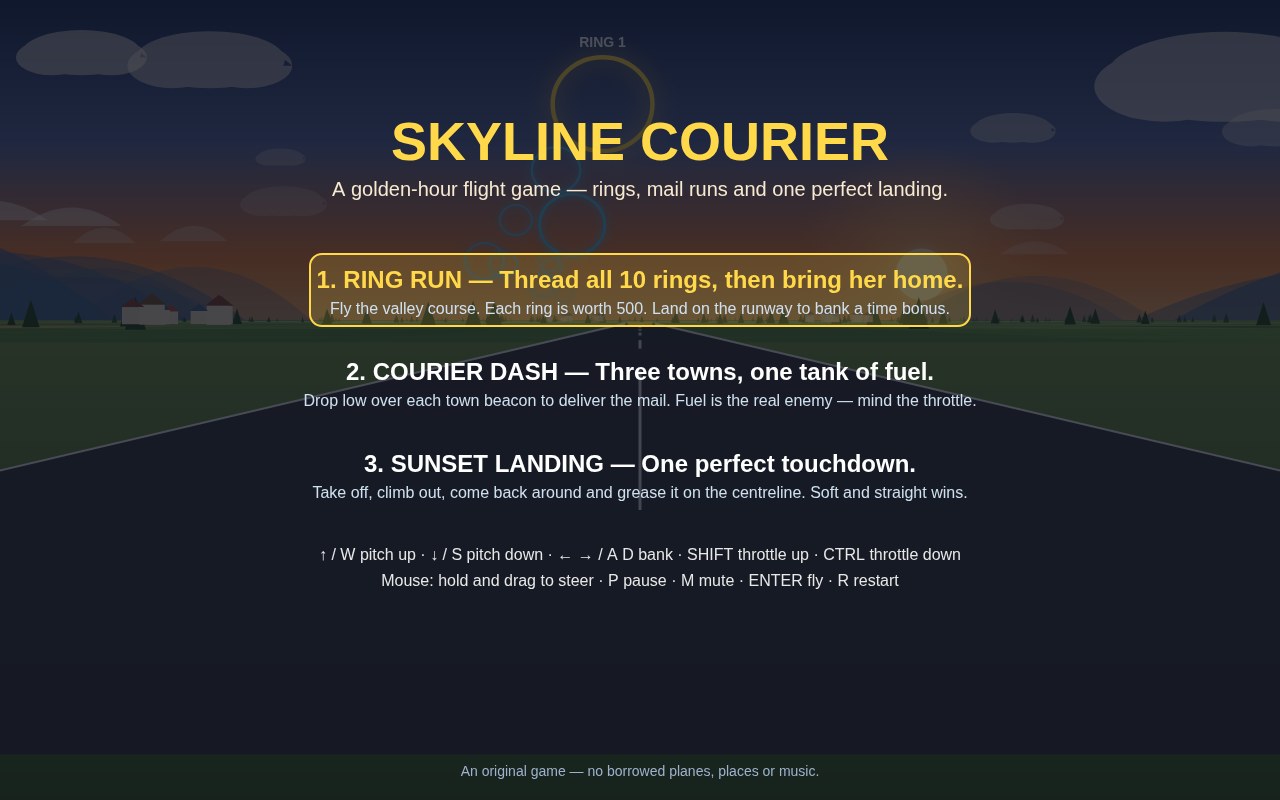 RING 1
SKYLINE COURIER
A golden-hour flight game — rings, mail runs and one perfect landing.
1. RING RUN — Thread all 10 rings, then bring her home.
Fly the valley course. Each ring is worth 500. Land on the runway to bank a time bonus.
2. COURIER DASH — Three towns, one tank of fuel.
Drop low over each town beacon to deliver the mail. Fuel is the real enemy — mind the throttle.
3. SUNSET LANDING — One perfect touchdown.
Take off, climb out, come back around and grease it on the centreline. Soft and straight wins.
↑ / W pitch up · ↓ / S pitch down · ← → / A D bank · SHIFT throttle up · CTRL throttle down
Mouse: hold and drag to steer · P pause · M mute · ENTER fly · R restart
An original game — no borrowed planes, places or music.